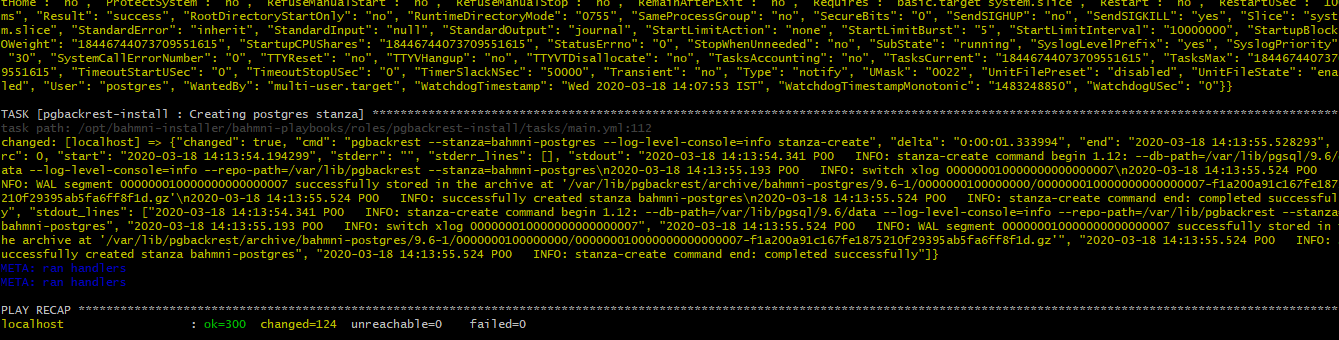 tHome": "no", "ProtectSystem": "no", "RefuseManualStart": "no", "RefuseManualStop": "no", "RemainAfterExit": "no", "Requires": "basic.target system.slice", "Restart": "no", "RestartUSec": "100
ms", "Result": "success", "RootDirectoryStartOnly": "no", "RuntimeDirectoryMode": "0755", "SameProcessGroup": "no", "SecureBits": "0", "SendSIGHUP": "no", "SendSIGKILL": "yes", "Slice": "syste
m.slice", "StandardError": "inherit", "StandardInput": "null", "StandardOutput": "journal", "StartLimitAction": "none", "StartLimitBurst": "5", "StartLimitInterval": "10000000", "StartupBlockI
OWeight": "18446744073709551615", "StartupCPUShares": "18446744073709551615", "StatusErrno": "0", "StopWhenUnneeded": "no", "SubState": "running", "SyslogLevelPrefix": "yes", "SyslogPriority":
"30", "SystemCallErrorNumber": "0", "TTYReset": "no", "TTYVHangup": "no", "TTYVTDisallocate": "no", "TasksAccounting": "no", "TasksCurrent": "18446744073709551615", "TasksMax": "1844674407370
9551615", "TimeoutStartUSec": "0", "TimeoutStopUSec": "0", "TimerSlackNSec": "50000", "Transient": "no", "Type": "notify", "UMask": "0022", "UnitFilePreset": "disabled", "UnitFileState": "enab
led", "User": "postgres", "WantedBy": "multi-user.target", "WatchdogTimestamp": "Wed 2020-03-18 14:07:53 IST", "WatchdogTimestampMonotonic": "1483248850", "WatchdogUSec": "0"}}
TASK [pgbackrest-install : Creating postgres stanza] ****************************************************************
task path: /opt/bahmni-installer/bahmni-playbooks/roles/pgbackrest-install/tasks/main.yml:112
changed: [localhost] => {"changed": true, "cmd": "pgbackrest --stanza=bahmni-postgres --log-level-console=info stanza-create", "delta": "0:00:01.333994", "end": "2020-03-18 14:13:55.528293", "
rc": 0, "start": "2020-03-18 14:13:54.194299", "stderr": "", "stderr_lines": [], "stdout": "2020-03-18 14:13:54.341 P00   INFO: stanza-create command begin 1.12: --db-path=/var/lib/pgsql/9.6/d
ata --log-level-console=info --repo-path=/var/lib/pgbackrest --stanza=bahmni-postgres\n2020-03-18 14:13:55.193 P00   INFO: switch xlog 000000010000000000000007\n2020-03-18 14:13:55.524 P00   I
NFO: WAL segment 000000010000000000000007 successfully stored in the archive at '/var/lib/pgbackrest/archive/bahmni-postgres/9.6-1/0000000100000000/000000010000000000000007-f1a200a91c167fe1875
210f29395ab5fa6ff8f1d.gz'\n2020-03-18 14:13:55.524 P00   INFO: successfully created stanza bahmni-postgres\n2020-03-18 14:13:55.524 P00   INFO: stanza-create command end: completed successfull
y", "stdout_lines": ["2020-03-18 14:13:54.341 P00   INFO: stanza-create command begin 1.12: --db-path=/var/lib/pgsql/9.6/data --log-level-console=info --repo-path=/var/lib/pgbackrest --stanza=
bahmni-postgres", "2020-03-18 14:13:55.193 P00   INFO: switch xlog 000000010000000000000007", "2020-03-18 14:13:55.524 P00   INFO: WAL segment 000000010000000000000007 successfully stored in t
he archive at '/var/lib/pgbackrest/archive/bahmni-postgres/9.6-1/0000000100000000/000000010000000000000007-f1a200a91c167fe1875210f29395ab5fa6ff8f1d.gz'", "2020-03-18 14:13:55.524 P00   INFO: s
uccessfully created stanza bahmni-postgres", "2020-03-18 14:13:55.524 P00   INFO: stanza-create command end: completed successfully"]}
META: ran handlers
META: ran handlers
PLAY RECAP ****************************************************************
localhost                  : ok=300  changed=124  unreachable=0    failed=0